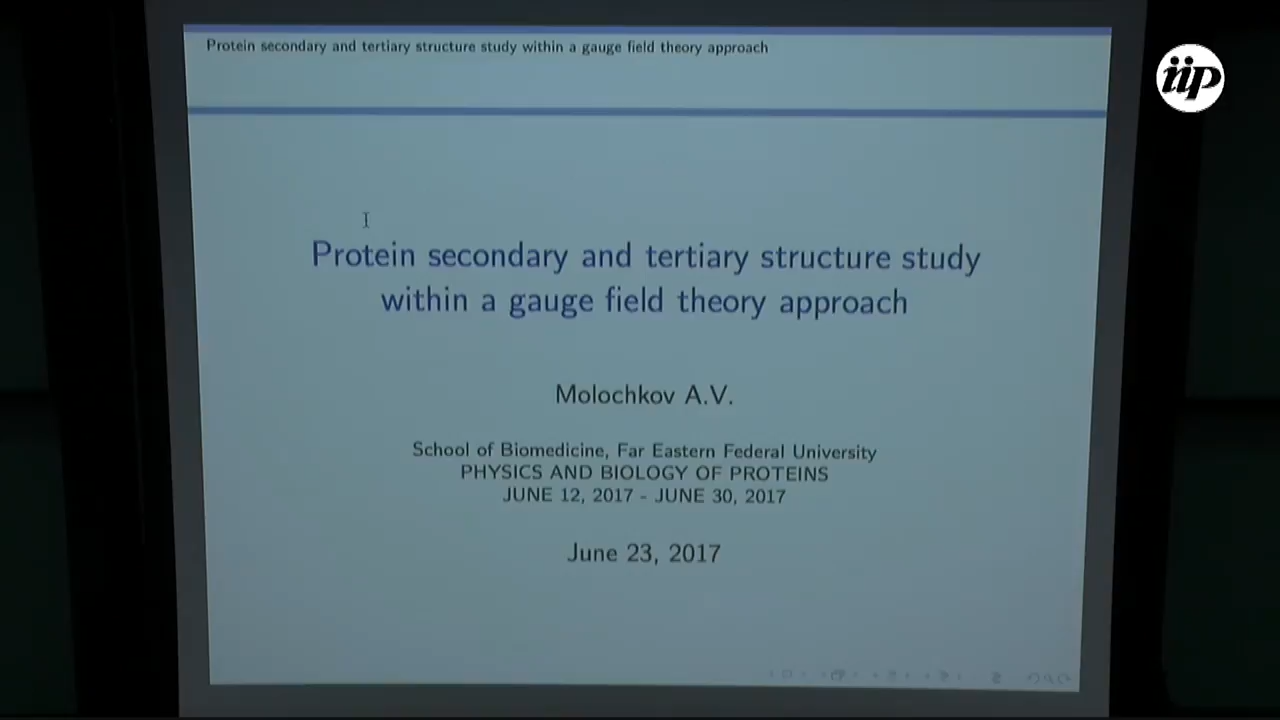 Protein secondary and tertiary structure study within a gauge field theory approach
iip
Protein secondary and tertiary structure study
within a gauge field theory approach
Molochkov A.V.
School of Biomedicine, Far Eastern Federal University
PHYSICS AND BIOLOGY OF PROTEINS
JUNE 12, 2017 - JUNE 30, 2017
June 23, 2017